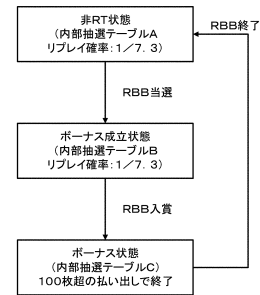 非RT状態
(内部抽選テーブルA
リプレイ確率:1/7.3)
RBB終了
RBB当選
ボーナス成立状態
(内部抽選テーブルB
リプレイ確率:1/7.3)
RBB入賞
ボーナス状態
(内部抽選テーブルC)
100枚超の払い出しで終了